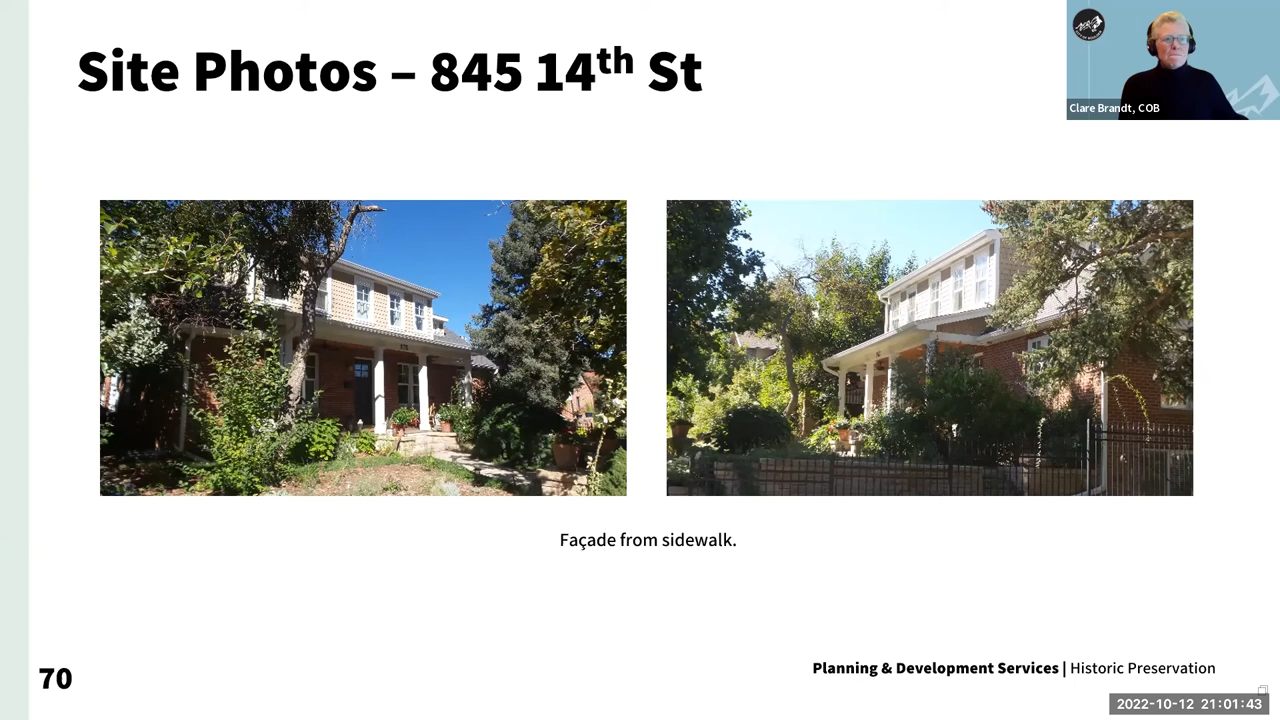 Site Photos – 845 14th St
Clare Brandt, COB
Façade from sidewalk.
70
Planning & Development Services | Historic Preservation
2022-10-12 21:01:43